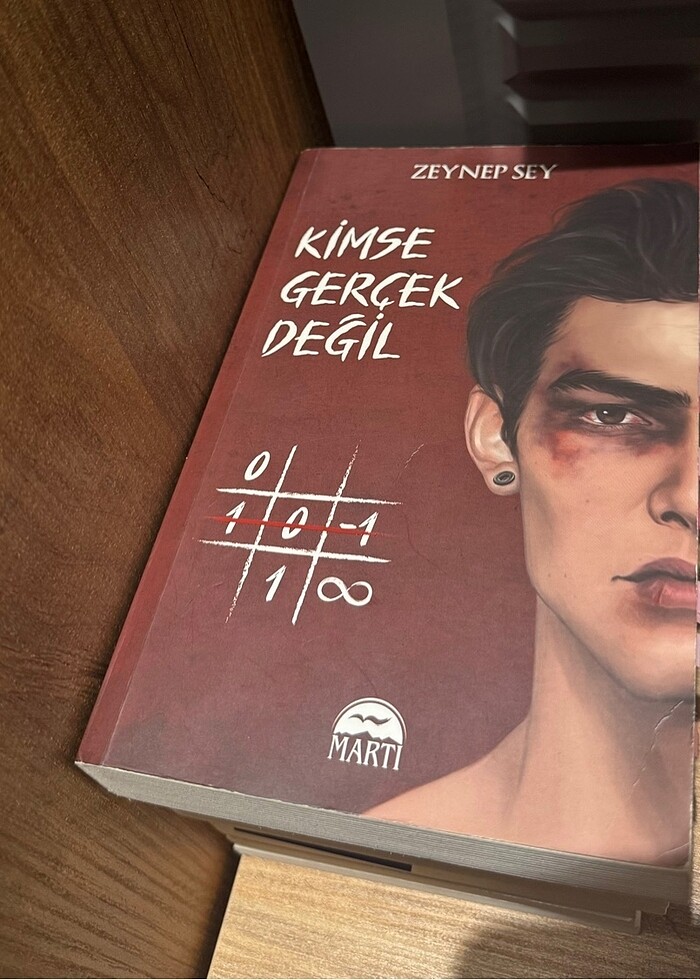 ZEYNEP SEY
KİMSE
GERÇEK
DEĞİL
0
1 0 -1
1 ∞
MARTI